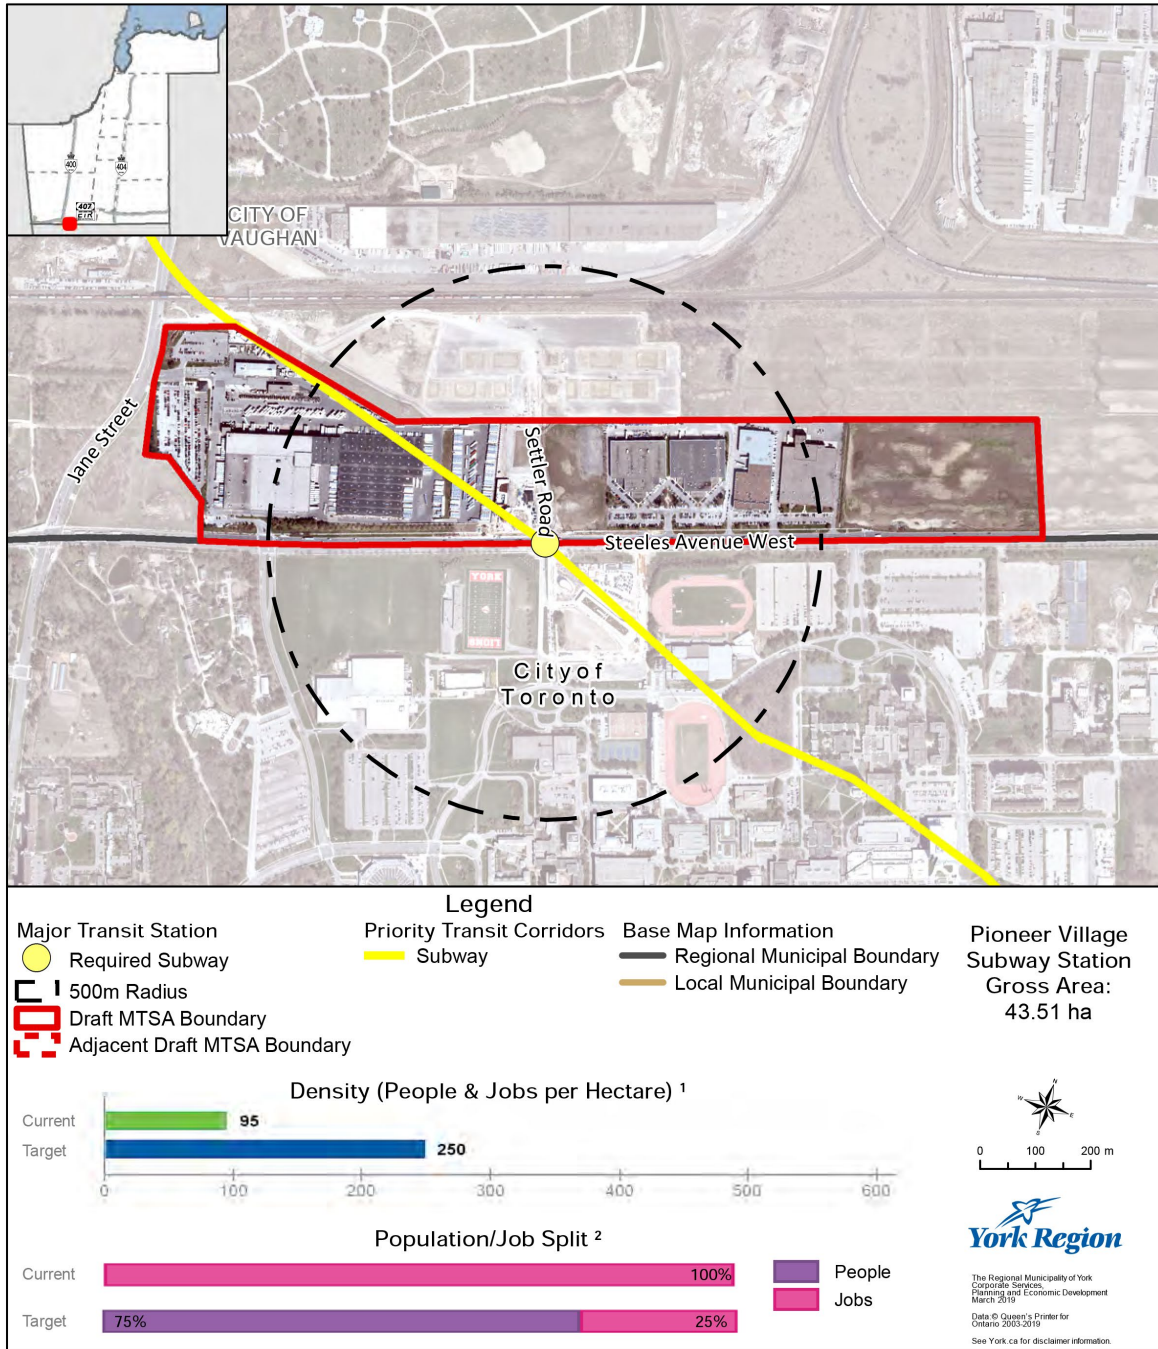 400
404
407
ETR
CITY OF
VAUGHAN
Jane Street
Settler Road
Steeles Avenue West
YORK
LIONS
City of
Toronto
Legend
Major Transit Station
Required Subway
500m Radius
Draft MTSA Boundary
Adjacent Draft MTSA Boundary
Priority Transit Corridors
Subway
Base Map Information
Regional Municipal Boundary
Local Municipal Boundary
Pioneer Village
Subway Station
Gross Area:
43.51 ha
Density (People & Jobs per Hectare) ¹
Current 95
Target 250
0 100 200 300 400 500 600
N
W E
S
0 100 200 m
Population/Job Split ²
Current 100%
Target 75% 25%
People
Jobs
York Region
The Regional Municipality of York
Corporate Services,
Planning and Economic Development
March 2019
Data:© Queen's Printer for
Ontario 2003-2019
See York.ca for disclaimer information.